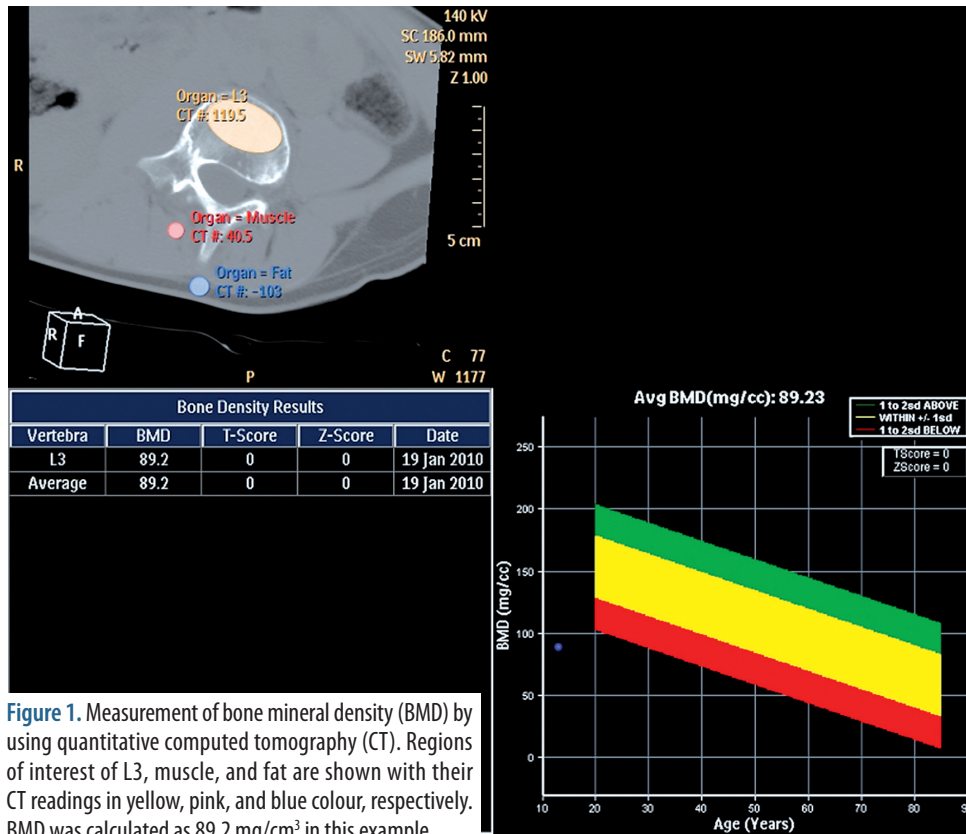 140 kV
SC 186.0 mm
SW 5.82 mm
Z 1.00
Organ = L3
CT #: 119.5
R
Organ = Muscle
CT #: 40.5
5 cm
Organ = Fat
CT #: -103
A
R F
C 77
P W 1177
Bone Density Results
Vertebra BMD T-Score Z-Score Date
L3 89.2 0 0 19 Jan 2010
Average 89.2 0 0 19 Jan 2010
Avg BMD(mg/cc): 89.23
1 to 2sd ABOVE
WITHIN +/- 1sd
1 to 2sd BELOW
TScore = 0
ZScore = 0
250
200
150
100
50
0
BMD (mg/cc)
10 20 30 40 50 60 70 80
Age (Years)
Figure 1. Measurement of bone mineral density (BMD) by
using quantitative computed tomography (CT). Regions
of interest of L3, muscle, and fat are shown with their
CT readings in yellow, pink, and blue colour, respectively.
BMD was calculated as 89.2 mg/cm³ in this example